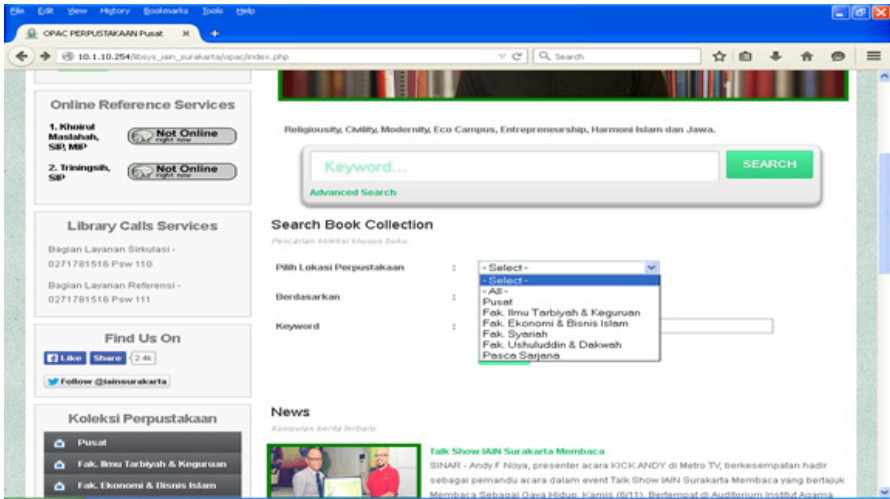 File Edit View History Bookmarks Tools Help
OPAC PERPUSTAKAAN Pusat
10.1.10.254/libsys_iain_surakarta/opac/index.php
Search
Online Reference Services
1. Khoirul
Maslahah,
SIP, MIP
Not Online
right now
2. Triningsih,
SIP
Not Online
right now
Library Calls Services
Bagian Layanan Sirkulasi -
0271781516 Psw 110
Bagian Layanan Referensi -
0271781516 Psw 111
Find Us On
Like Share 2.4k
Follow @iainsurakarta
Koleksi Perpustakaan
Pusat
Fak. Ilmu Tarbiyah & Keguruan
Fak. Ekonomi & Bisnis Islam
Religiousity, Civility, Modernity, Eco Campus, Entrepreneurship, Harmoni Islam dan Jawa.
Keyword...
SEARCH
Advanced Search
Search Book Collection
Pencarian koleksi khusus buku.
Pilih Lokasi Perpustakaan : -Select-
-Select-
-All-
Pusat
Fak. Ilmu Tarbiyah & Keguruan
Fak. Ekonomi & Bisnis Islam
Fak. Syariah
Fak. Ushuluddin & Dakwah
Pasca Sarjana
Berdasarkan :
Keyword :
News
Kumpulan berita terbaru.
Talk Show IAIN Surakarta Membaca
SINAR - Andy F Noya, presenter acara KICK ANDY di Metro TV, berkesempatan hadir
sebagai pemandu acara dalam event Talk Show IAIN Surakarta Membaca yang bertajuk
Membaca Sebagai Gaya Hidup, Kamis (6/11). Bertempat di Auditorium Institut Agama